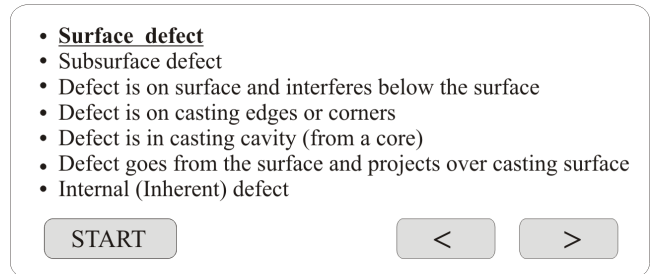 • Surface defect
• Subsurface defect
• Defect is on surface and interferes below the surface
• Defect is on casting edges or corners
• Defect is in casting cavity (from a core)
• Defect goes from the surface and projects over casting surface
• Internal (Inherent) defect
START < >